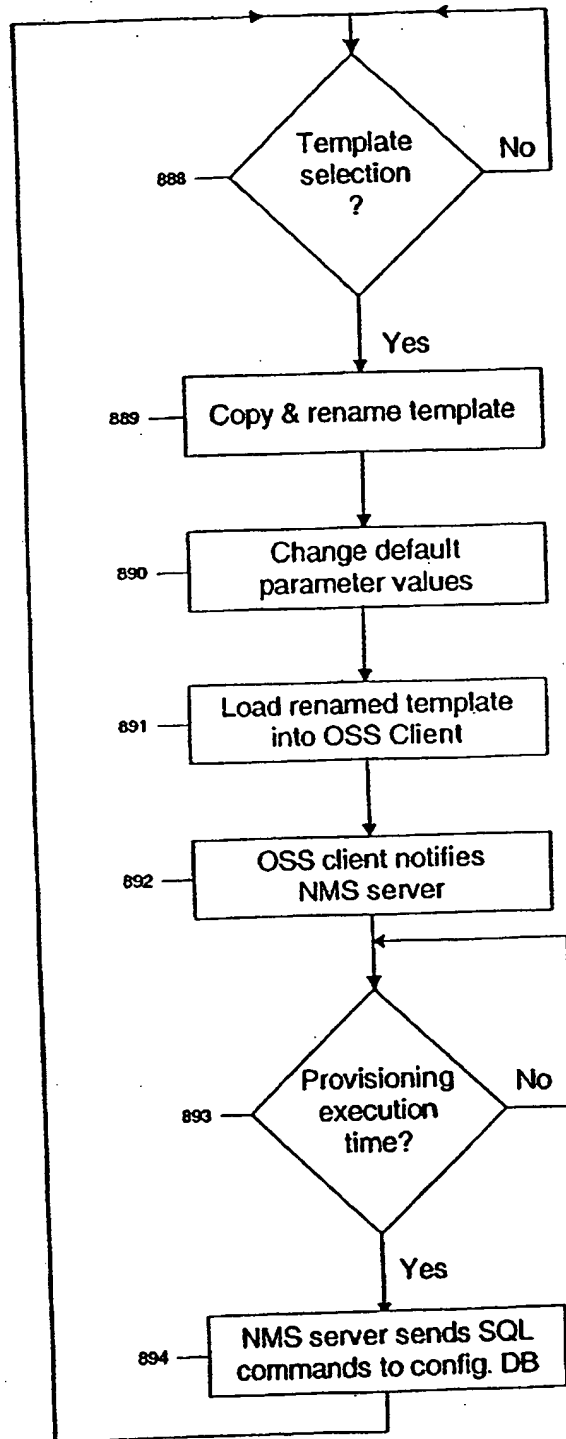 Template
selection
?
No
888
Yes
889
Copy & rename template
890
Change default
parameter values
891
Load renamed template
into OSS Client
892
OSS client notifies
NMS server
893
Provisioning
execution
time?
No
Yes
894
NMS server sends SQL
commands to config. DB